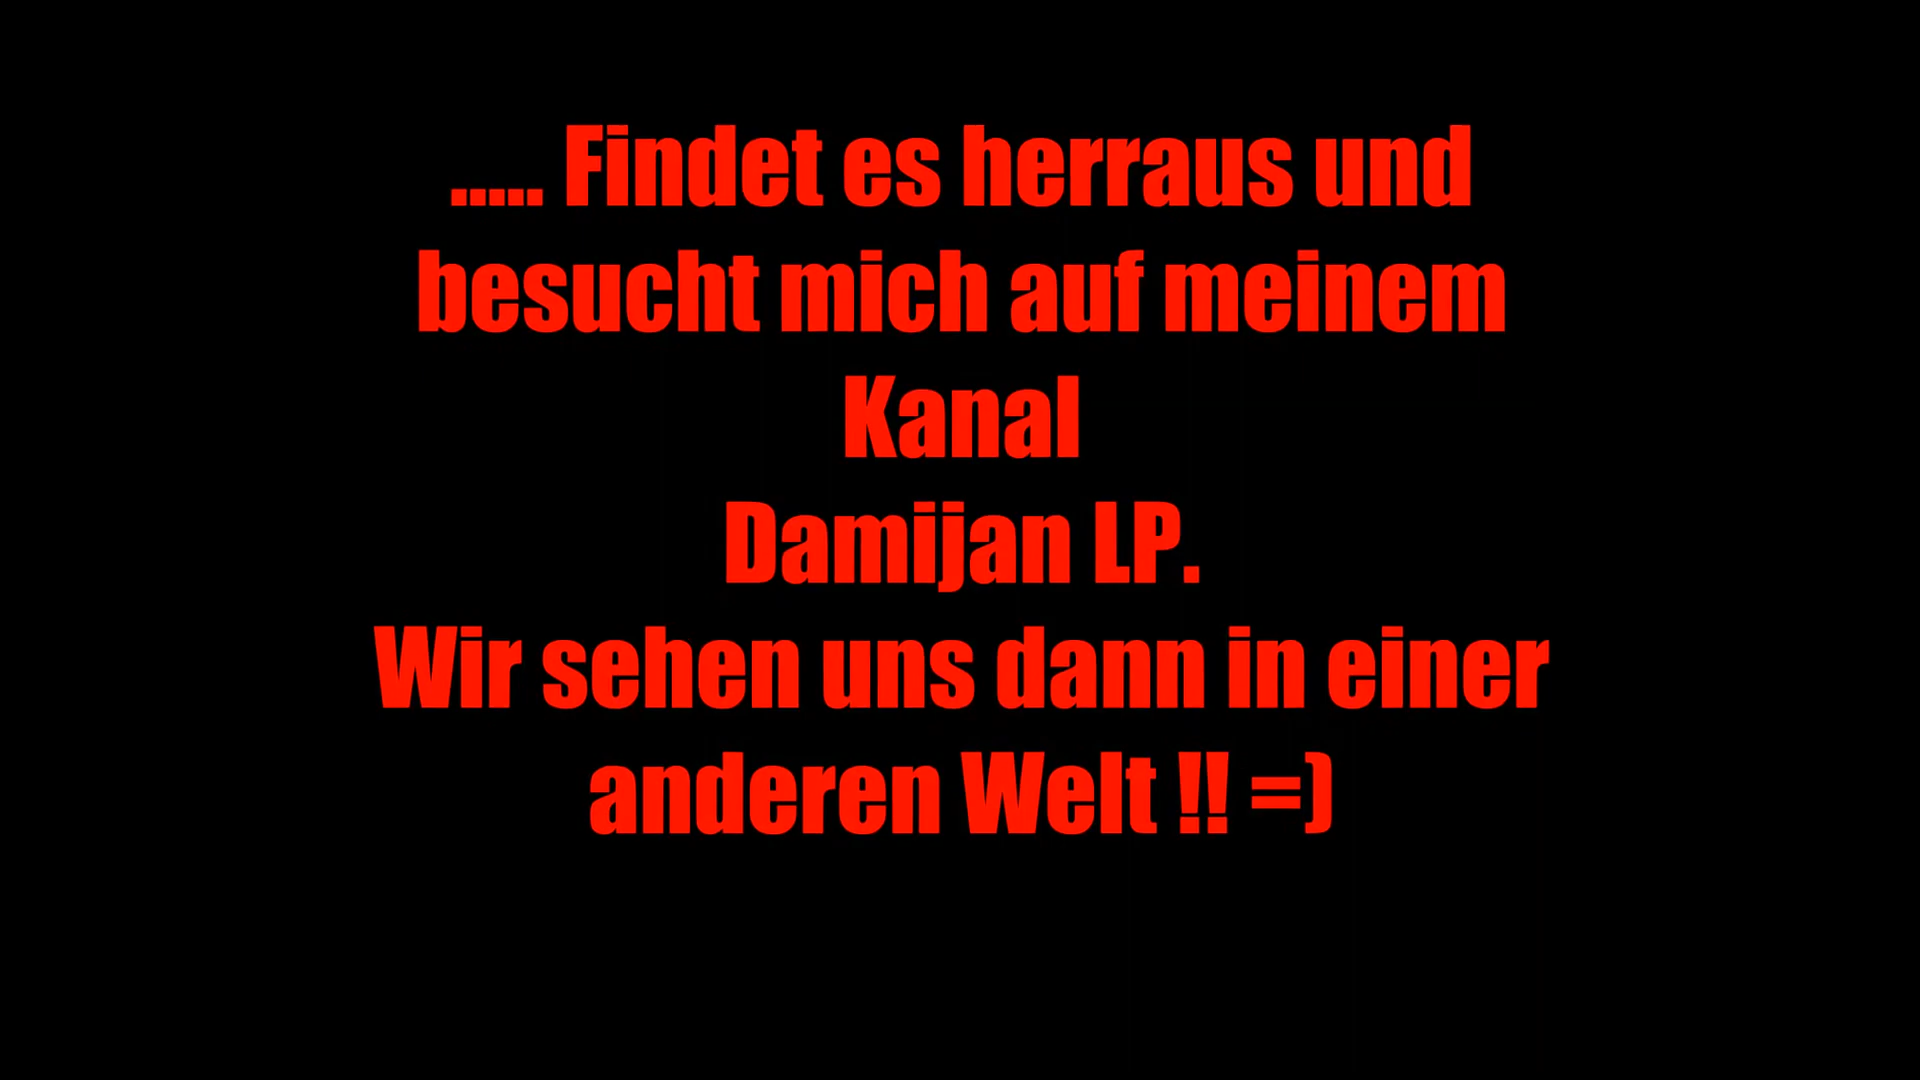 ..... Findet es herraus und
besucht mich auf meinem
Kanal
Damijan LP.
Wir sehen uns dann in einer
anderen Welt !! =)